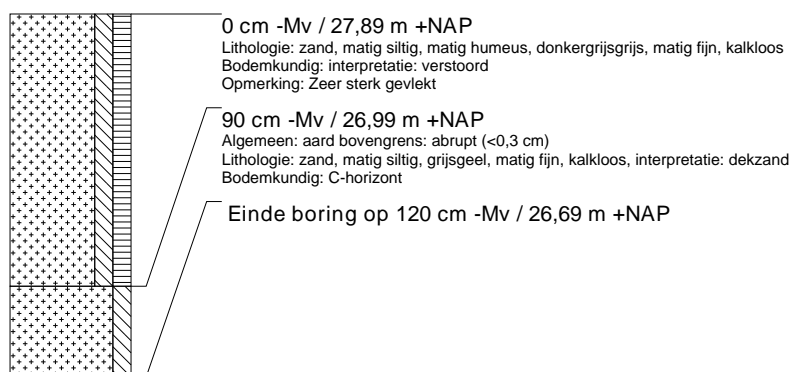 0 cm -Mv / 27,89 m +NAP
Lithologie: zand, matig siltig, matig humeus, donkergrijsgrijs, matig fijn, kalkloos
Bodemkundig: interpretatie: verstoord
Opmerking: Zeer sterk gevlekt
90 cm -Mv / 26,99 m +NAP
Algemeen: aard bovengrens: abrupt (<0,3 cm)
Lithologie: zand, matig siltig, grijsgeel, matig fijn, kalkloos, interpretatie: dekzand
Bodemkundig: C-horizont
Einde boring op 120 cm -Mv / 26,69 m +NAP